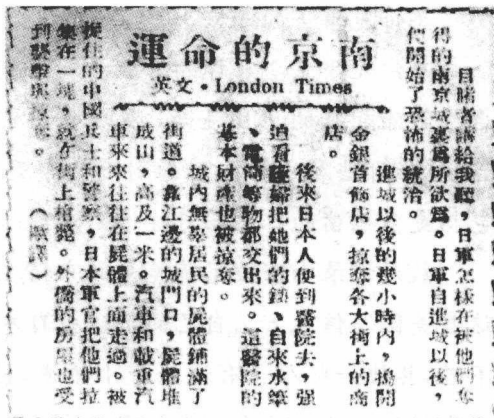 南京的命運
英文・London Times
目睹者講給我聽，日軍怎樣在被他們奪
得的南京城裏爲所欲爲。日軍自進城以後，
們開始了恐怖的統治。
進城以後的幾小時內，搗開
金銀首飾店，掠奪各大街上的商
店。
後來日本人便到醫院去，強
迫看護婦把她們的錢、自來水筆
、電筒等物都交出來。這醫院的
基本財產也被掠奪。
城內無辜居民的屍體鋪滿了
街道。靠江邊的城門口，屍體堆
成山，高及一米。汽車和載重汽
車來來往往在屍體上面走過。被
捉住的中國兵士和警察，日本軍官把他們拉
集在一塊，就在街上槍斃。外僑的房屋也受
到襲擊與掠奪。（譯）